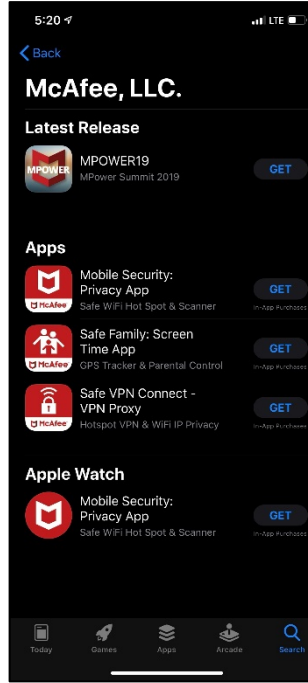 5:20
LTE
Back
McAfee, LLC.
Latest Release
MPOWER
MPOWER19
MPower Summit 2019
GET
Apps
McAfee
Mobile Security:
Privacy App
Safe WiFi Hot Spot & Scanner
GET
In-App Purchases
McAfee
Safe Family: Screen
Time App
GPS Tracker & Parental Control
GET
In-App Purchases
McAfee
Safe VPN Connect -
VPN Proxy
Hotspot VPN & WiFi IP Privacy
GET
In-App Purchases
Apple Watch
Mobile Security:
Privacy App
Safe WiFi Hot Spot & Scanner
GET
In-App Purchases
Today Games Apps Arcade Search